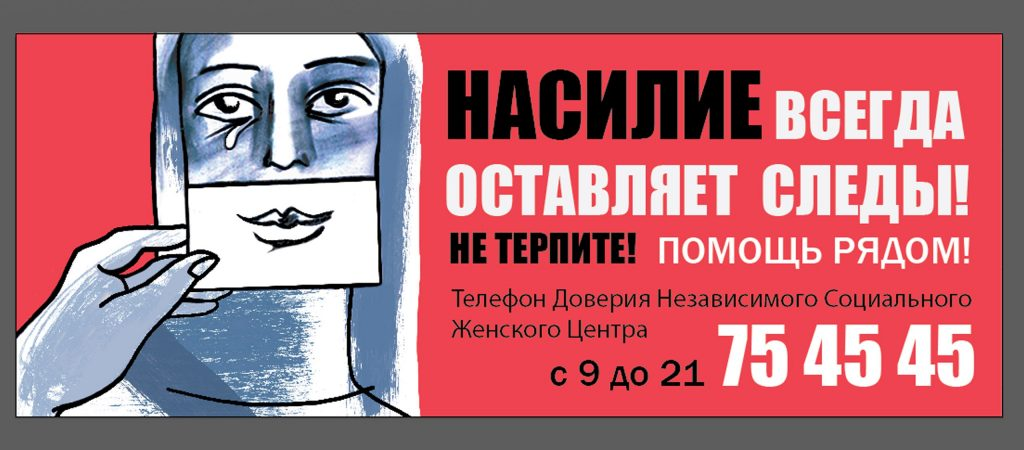 НАСИЛИЕ ВСЕГДА
ОСТАВЛЯЕТ СЛЕДЫ!
НЕ ТЕРПИТЕ! ПОМОЩЬ РЯДОМ!
Телефон Доверия Независимого Социального
Женского Центра
с 9 до 21 75 45 45